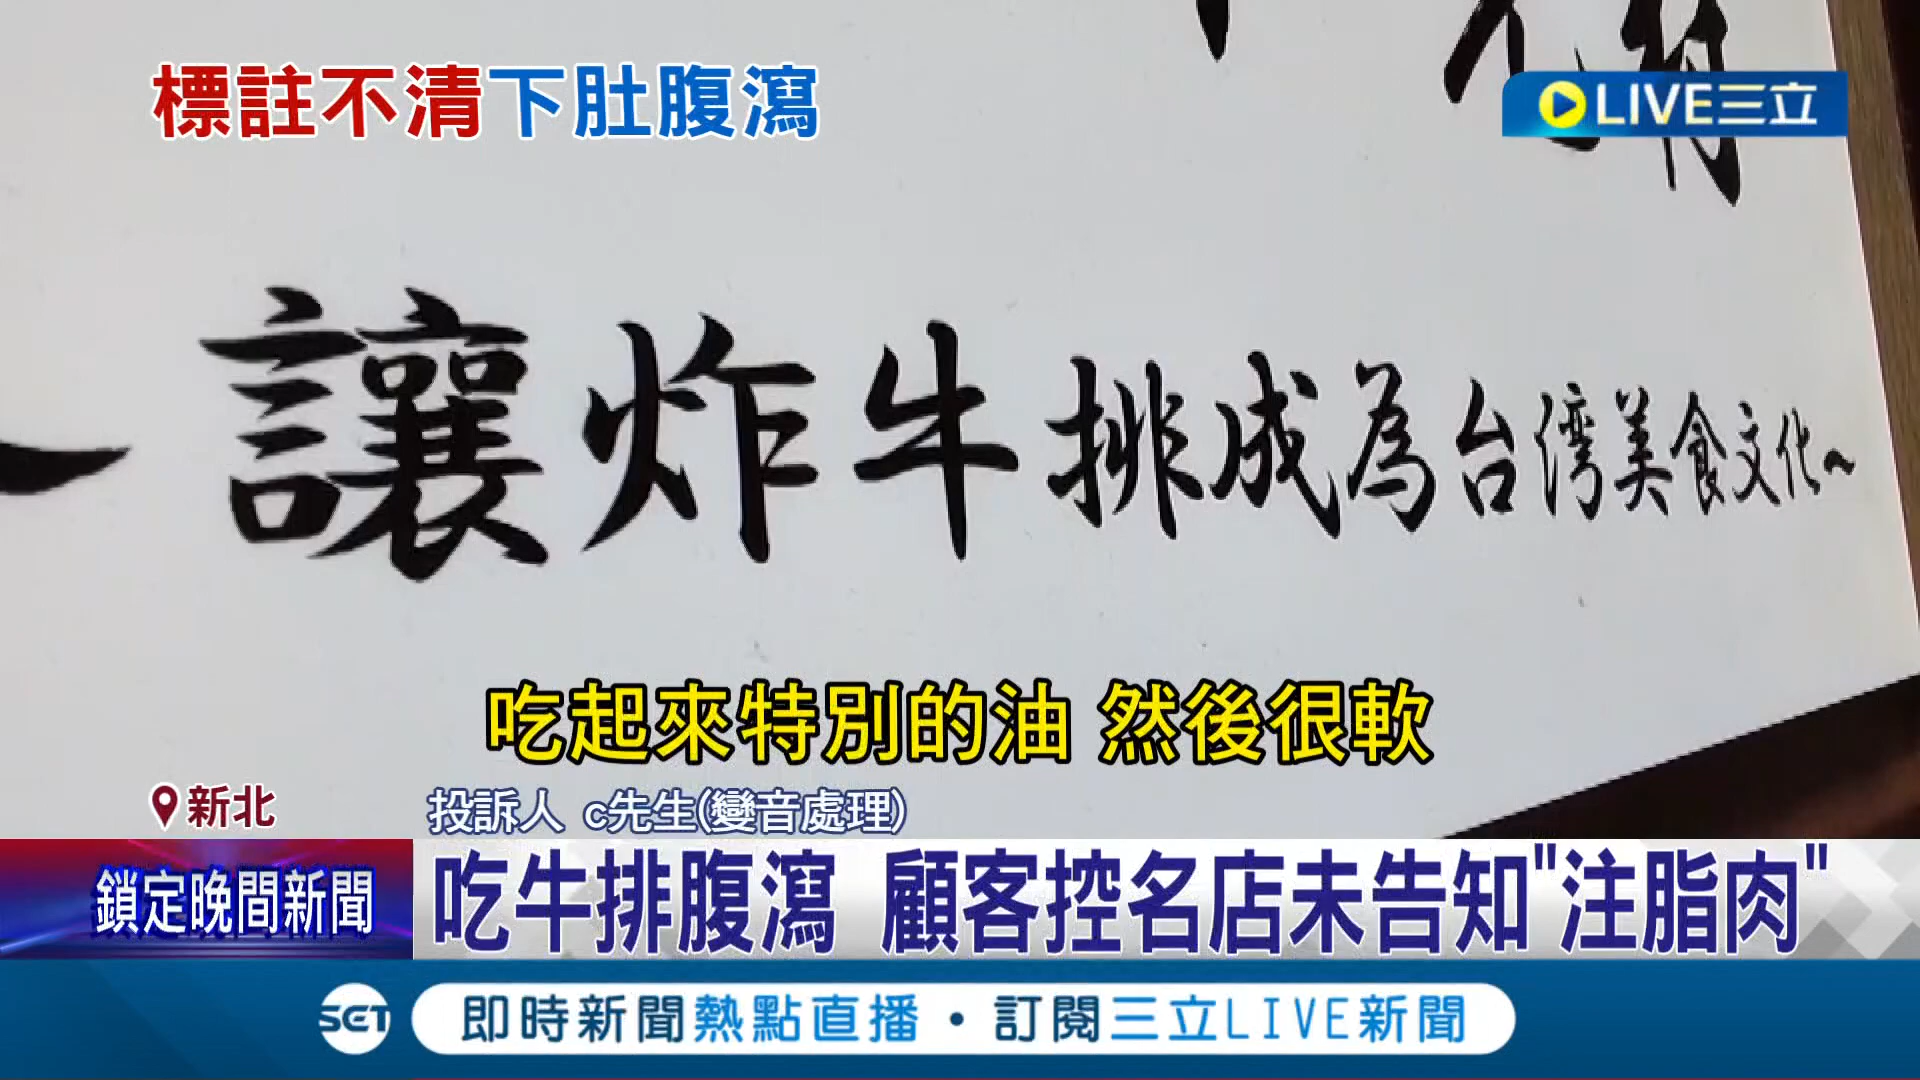 標註不清下肚腹瀉
LIVE三立
讓炸牛排成為台灣美食文化~
吃起來特別的油 然後很軟
新北
投訴人 c先生(變音處理)
鎖定晚間新聞
吃牛排腹瀉 顧客控名店未告知"注脂肉"
SET
即時新聞熱點直播・訂閱三立LIVE新聞